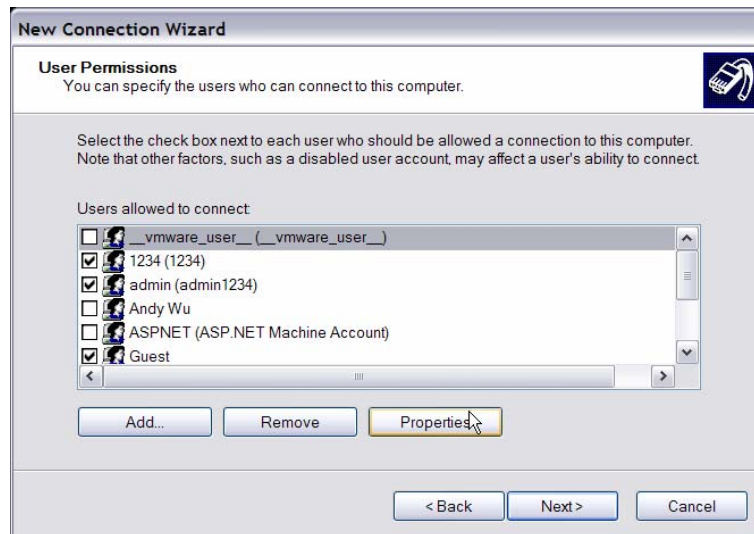 New Connection Wizard
User Permissions
You can specify the users who can connect to this computer.
Select the check box next to each user who should be allowed a connection to this computer.
Note that other factors, such as a disabled user account, may affect a user's ability to connect.
Users allowed to connect:
__vmware_user__ (__vmware_user__)
1234 (1234)
admin (admin1234)
Andy Wu
ASPNET (ASP.NET Machine Account)
Guest
Add...
Remove
Properties
< Back
Next >
Cancel